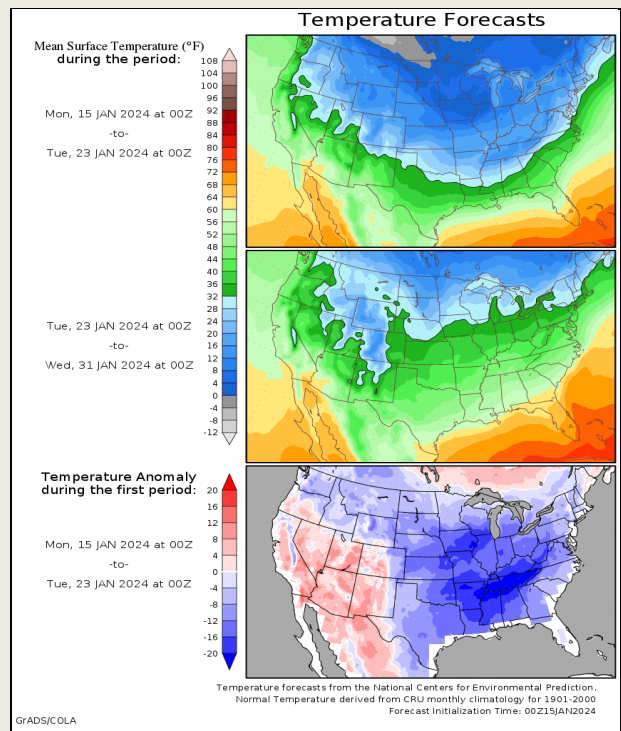 Temperature Forecasts
Mean Surface Temperature (°F)
during the period:
Mon, 15 JAN 2024 at 00Z
-to-
Tue, 23 JAN 2024 at 00Z
108
104
100
96
92
88
84
80
76
72
68
64
60
56
52
48
44
40
36
32
28
24
20
16
12
8
4
0
-4
-8
-12
Tue, 23 JAN 2024 at 00Z
-to-
Wed, 31 JAN 2024 at 00Z
Temperature Anomaly
during the first period:
Mon, 15 JAN 2024 at 00Z
-to-
Tue, 23 JAN 2024 at 00Z
20
16
12
8
4
0
-4
-8
-12
-16
-20
Temperature forecasts from the National Centers for Environmental Prediction.
Normal Temperature derived from CRU monthly climatology for 1901-2000
Forecast Initialization Time: 00Z15JAN2024
GrADS/COLA